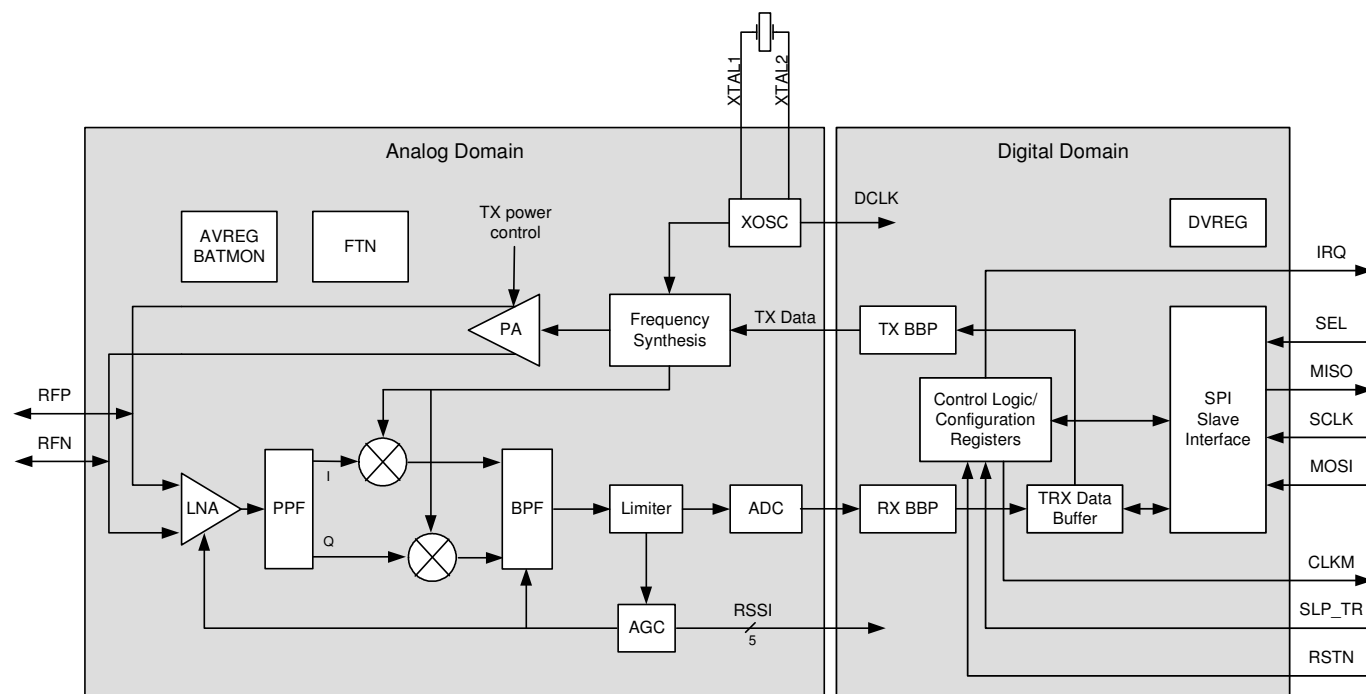 XTAL1
XTAL2
Analog Domain
Digital Domain
AVREG
BATMON
FTN
TX power
control
XOSC
DCLK
DVREG
IRQ
PA
Frequency
Synthesis
TX Data
TX BBP
SEL
MISO
RFP
RFN
Control Logic/
Configuration
Registers
SPI
Slave
Interface
SCLK
MOSI
I
LNA
PPF
BPF
Limiter
ADC
RX BBP
TRX Data
Buffer
Q
CLKM
AGC
RSSI
5
SLP_TR
RSTN